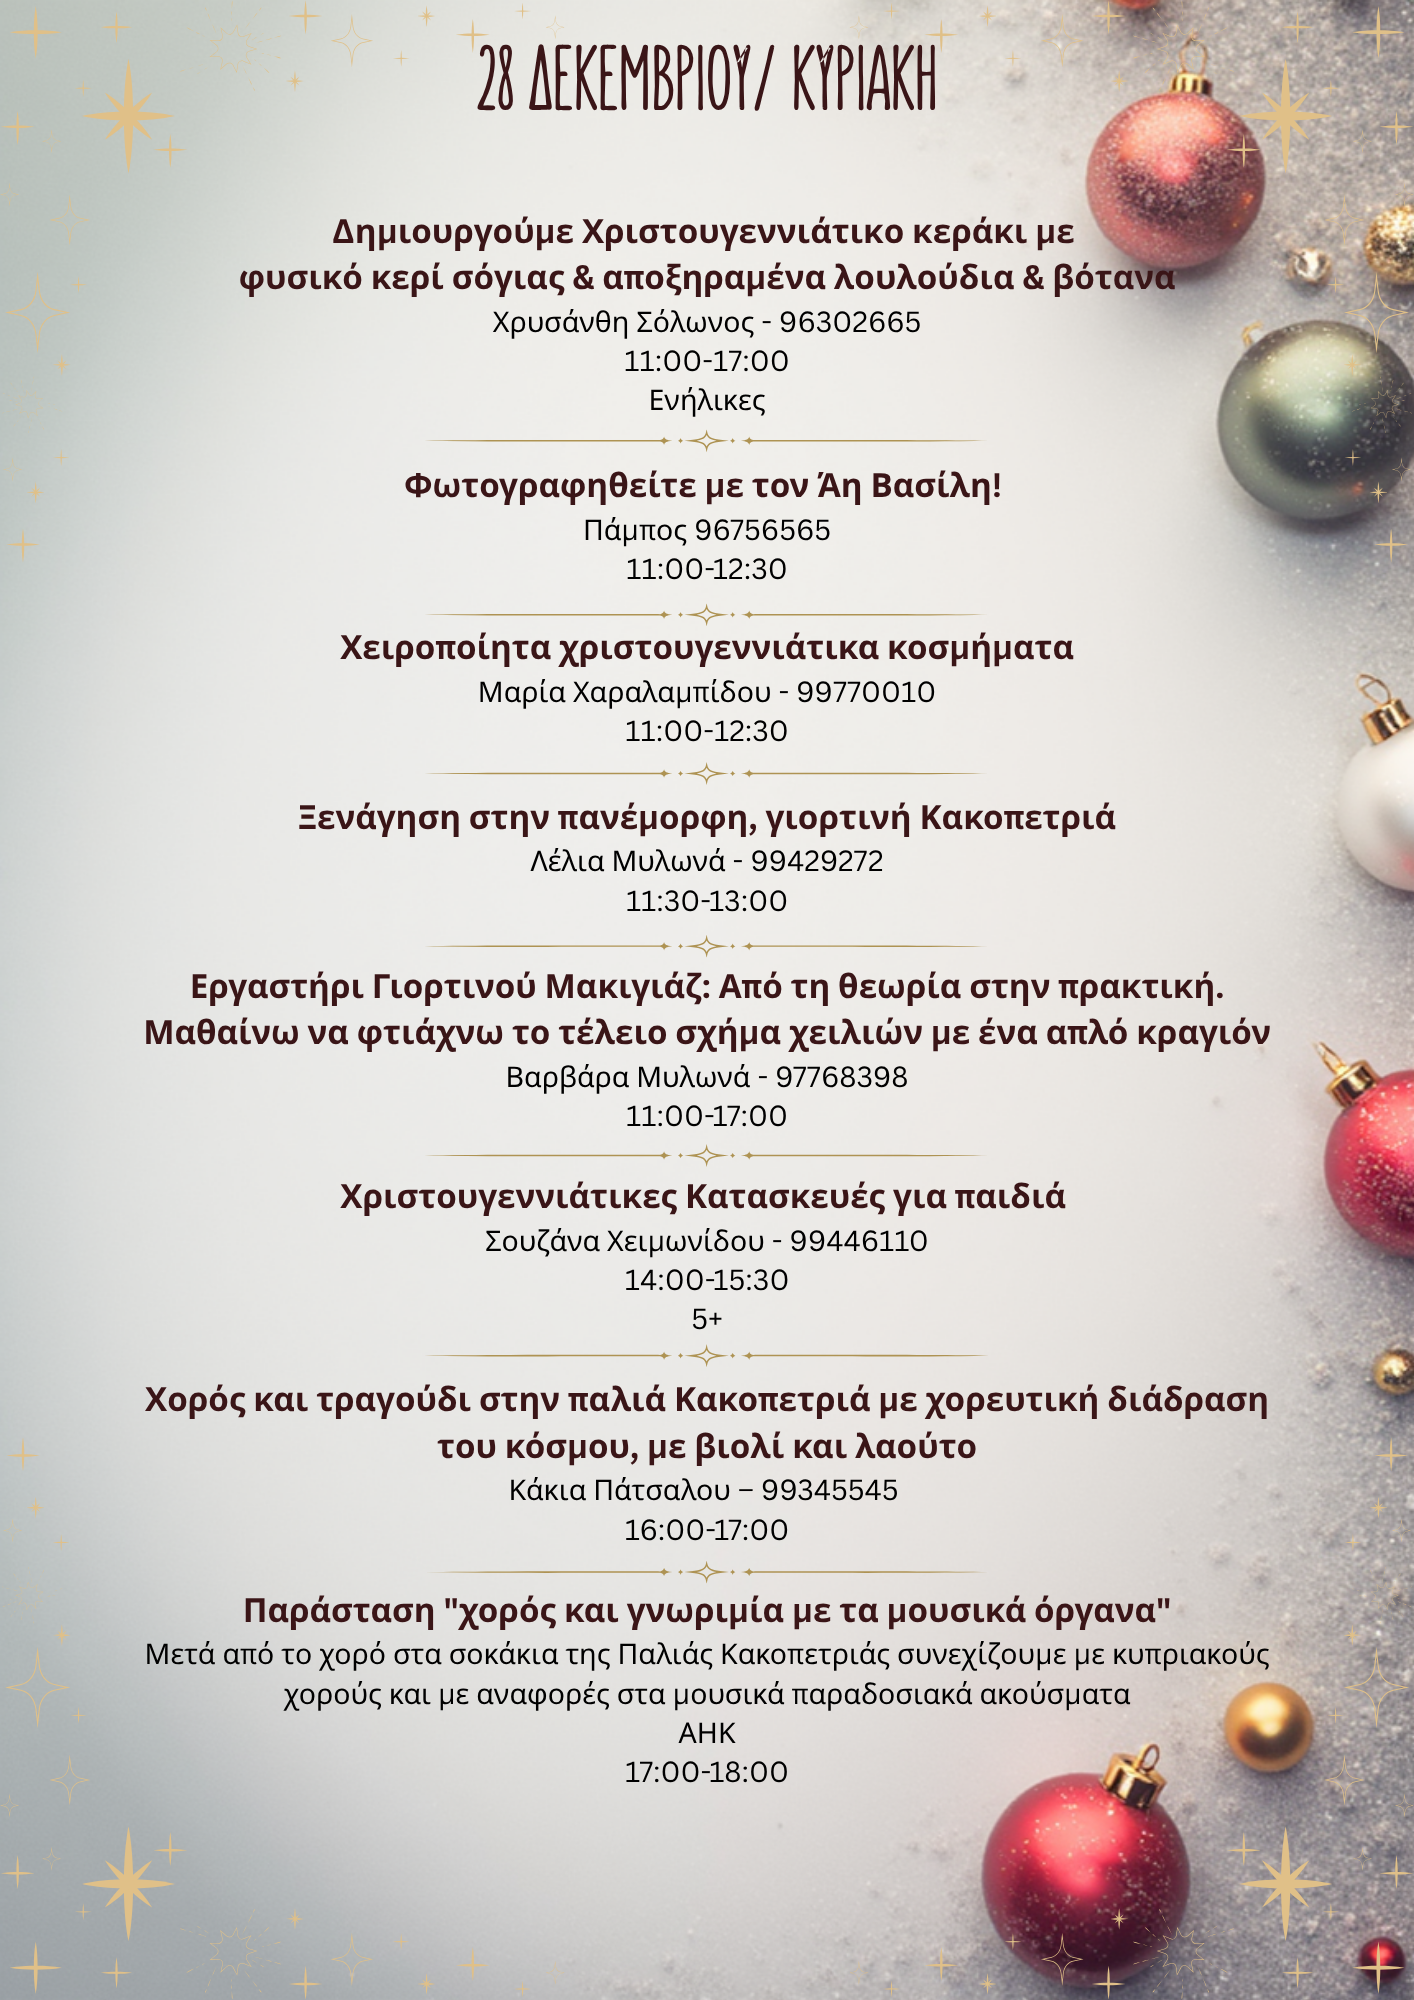 28 ΔΕΚΕΜΒΡΙΟΥ/ ΚΥΡΙΑΚΗ
Δημιουργούμε Χριστουγεννιάτικο κεράκι με
φυσικό κερί σόγιας & αποξηραμένα λουλούδια & βότανα
Χρυσάνθη Σόλωνος - 96302665
11:00-17:00
Ενήλικες
Φωτογραφηθείτε με τον Άη Βασίλη!
Πάμπος 96756565
11:00-12:30
Χειροποίητα χριστουγεννιάτικα κοσμήματα
Μαρία Χαραλαμπίδου - 99770010
11:00-12:30
Ξενάγηση στην πανέμορφη, γιορτινή Κακοπετριά
Λέλια Μυλωνά - 99429272
11:30-13:00
Εργαστήρι Γιορτινού Μακιγιάζ: Από τη θεωρία στην πρακτική.
Μαθαίνω να φτιάχνω το τέλειο σχήμα χειλιών με ένα απλό κραγιόν
Βαρβάρα Μυλωνά - 97768398
11:00-17:00
Χριστουγεννιάτικες Κατασκευές για παιδιά
Σουζάνα Χειμωνίδου - 99446110
14:00-15:30
5+
Χορός και τραγούδι στην παλιά Κακοπετριά με χορευτική διάδραση
του κόσμου, με βιολί και λαούτο
Κάκια Πάτσαλου – 99345545
16:00-17:00
Παράσταση "χορός και γνωριμία με τα μουσικά όργανα"
Μετά από το χορό στα σοκάκια της Παλιάς Κακοπετριάς συνεχίζουμε με κυπριακούς
χορούς και με αναφορές στα μουσικά παραδοσιακά ακούσματα
ΑΗΚ
17:00-18:00